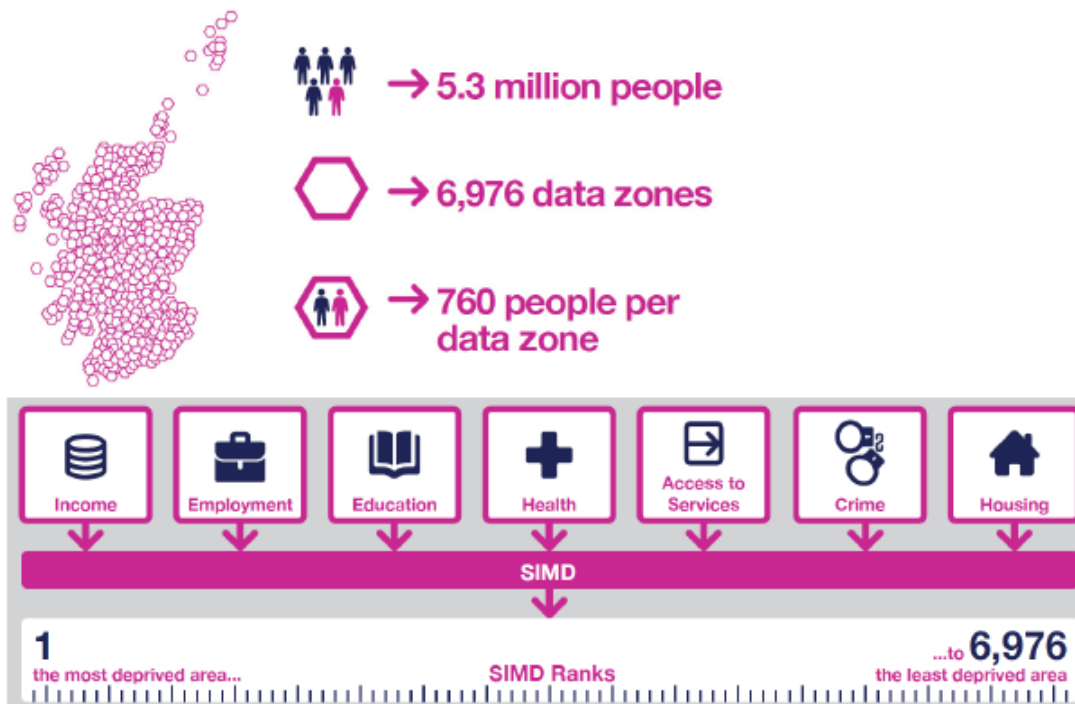 5.3 million people
6,976 data zones
760 people per
data zone
Income
Employment
Education
Health
Access to
Services
Crime
Housing
SIMD
1
the most deprived area...
SIMD Ranks
...to 6,976
the least deprived area